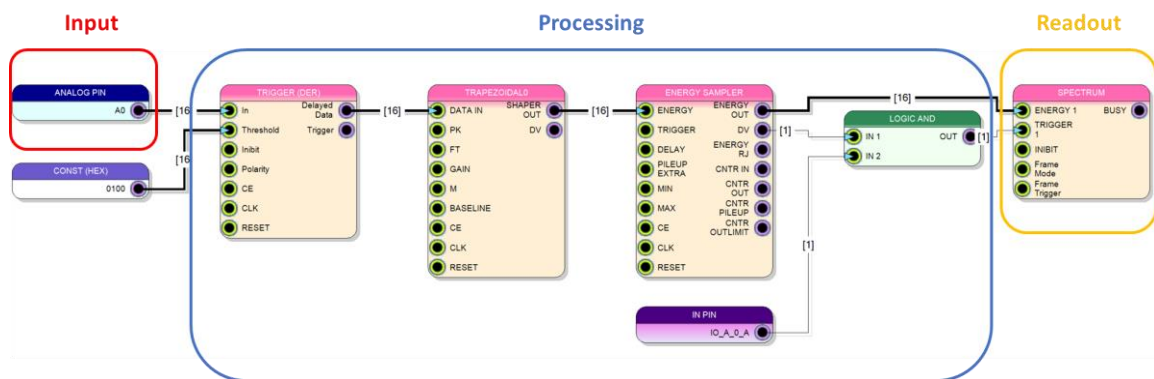 Input
Processing
Readout
ANALOG PIN
A0
CONST (HEX)
0100
[16]
[16
TRIGGER (DER)
In
Delayed
Data
Threshold
Trigger
Inibit
Polarity
CE
CLK
RESET
[16]
TRAPEZOIDAL0
DATA IN
SHAPER
OUT
PK
DV
FT
GAIN
M
BASELINE
CE
CLK
RESET
[16]
ENERGY SAMPLER
ENERGY
ENERGY
OUT
TRIGGER
DV
DELAY
ENERGY
RJ
PILEUP
EXTRA
CNTR IN
MIN
CNTR
OUT
MAX
CNTR
PILEUP
CE
CNTR
OUTLIMIT
CLK
RESET
[1]
[16]
LOGIC AND
IN 1
OUT
IN 2
[1]
[1]
IN PIN
IO_A_0_A
SPECTRUM
ENERGY 1
BUSY
TRIGGER
1
INIBIT
Frame
Mode
Frame
Trigger